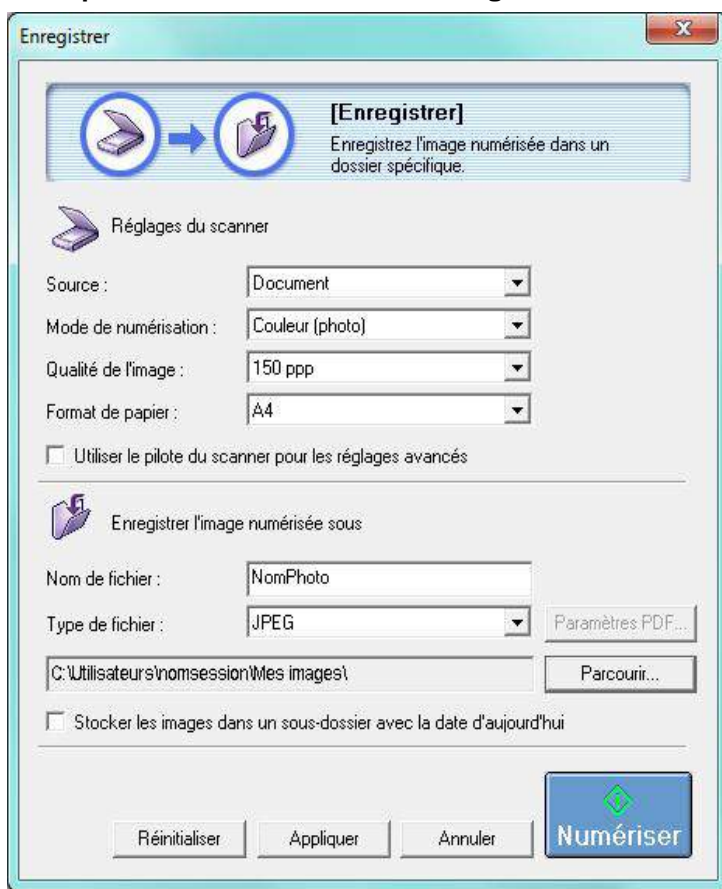 Enregistrer
[Enregistrer]
Enregistrez l'image numérisée dans un
dossier spécifique.
Réglages du scanner
Source : Document
Mode de numérisation : Couleur (photo)
Qualité de l'image : 150 ppp
Format de papier : A4
Utiliser le pilote du scanner pour les réglages avancés
Enregistrer l'image numérisée sous
Nom de fichier : NomPhoto
Type de fichier : JPEG Paramètres PDF...
C:\Utilisateurs\nomsession\Mes images\ Parcourir...
Stocker les images dans un sous-dossier avec la date d'aujourd'hui
Réinitialiser Appliquer Annuler Numériser